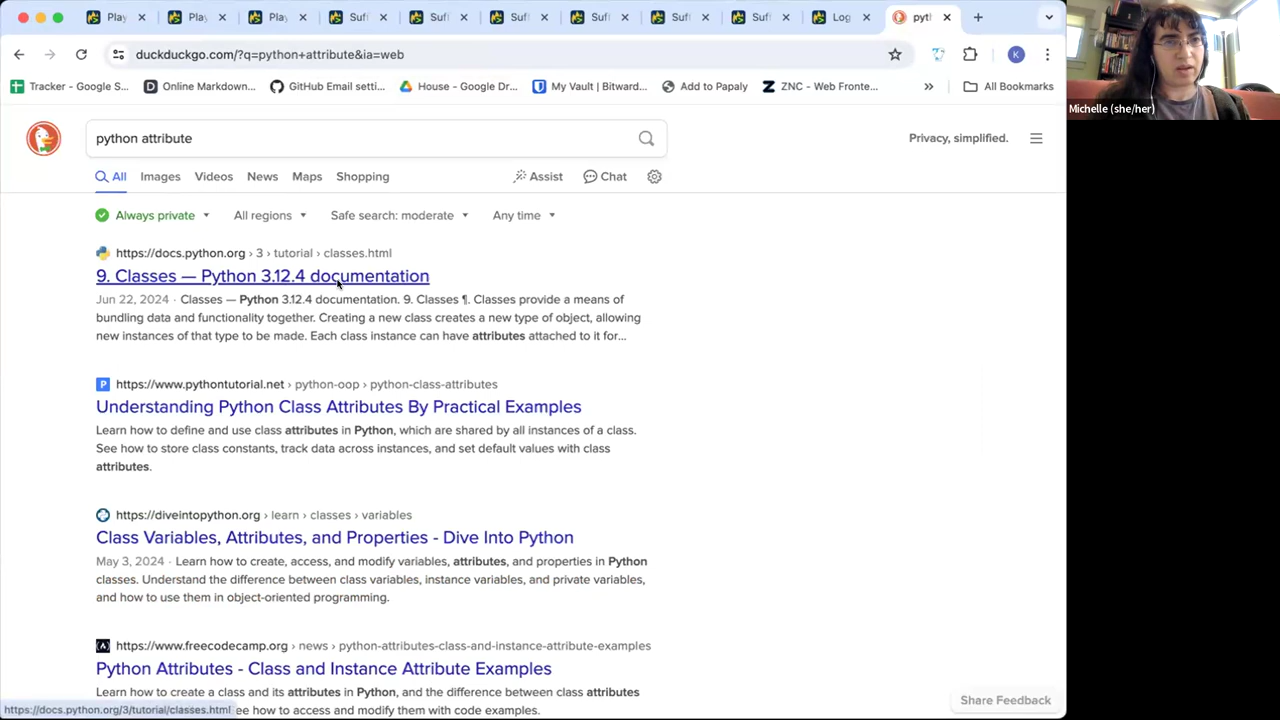 Play
Play
Play
Suff
Suff
Suff
Suff
Suff
Suff
Log
pyth
duckduckgo.com/?q=python+attribute&ia=web
K
Tracker - Google S...
Online Markdown...
GitHub Email setti...
House - Google Dr...
My Vault | Bitward...
Add to Papaly
ZNC - Web Fronte...
»
All Bookmarks
Michelle (she/her)
python attribute
Privacy, simplified.
All Images Videos News Maps Shopping Assist Chat
Always private All regions Safe search: moderate Any time
https://docs.python.org › 3 › tutorial › classes.html
9. Classes — Python 3.12.4 documentation
Jun 22, 2024 · Classes — Python 3.12.4 documentation. 9. Classes ¶. Classes provide a means of
bundling data and functionality together. Creating a new class creates a new type of object, allowing
new instances of that type to be made. Each class instance can have attributes attached to it for...
P
https://www.pythontutorial.net › python-oop › python-class-attributes
Understanding Python Class Attributes By Practical Examples
Learn how to define and use class attributes in Python, which are shared by all instances of a class.
See how to store class constants, track data across instances, and set default values with class
attributes.
https://diveintopython.org › learn › classes › variables
Class Variables, Attributes, and Properties - Dive Into Python
May 3, 2024 · Learn how to create, access, and modify variables, attributes, and properties in Python
classes. Understand the difference between class variables, instance variables, and private variables,
and how to use them in object-oriented programming.
https://www.freecodecamp.org › news › python-attributes-class-and-instance-attribute-examples
Python Attributes - Class and Instance Attribute Examples
Learn how to create a class and its attributes in Python, and the difference between class attributes
ee how to access and modify them with code examples.
https://docs.python.org/3/tutorial/classes.html
Share Feedback